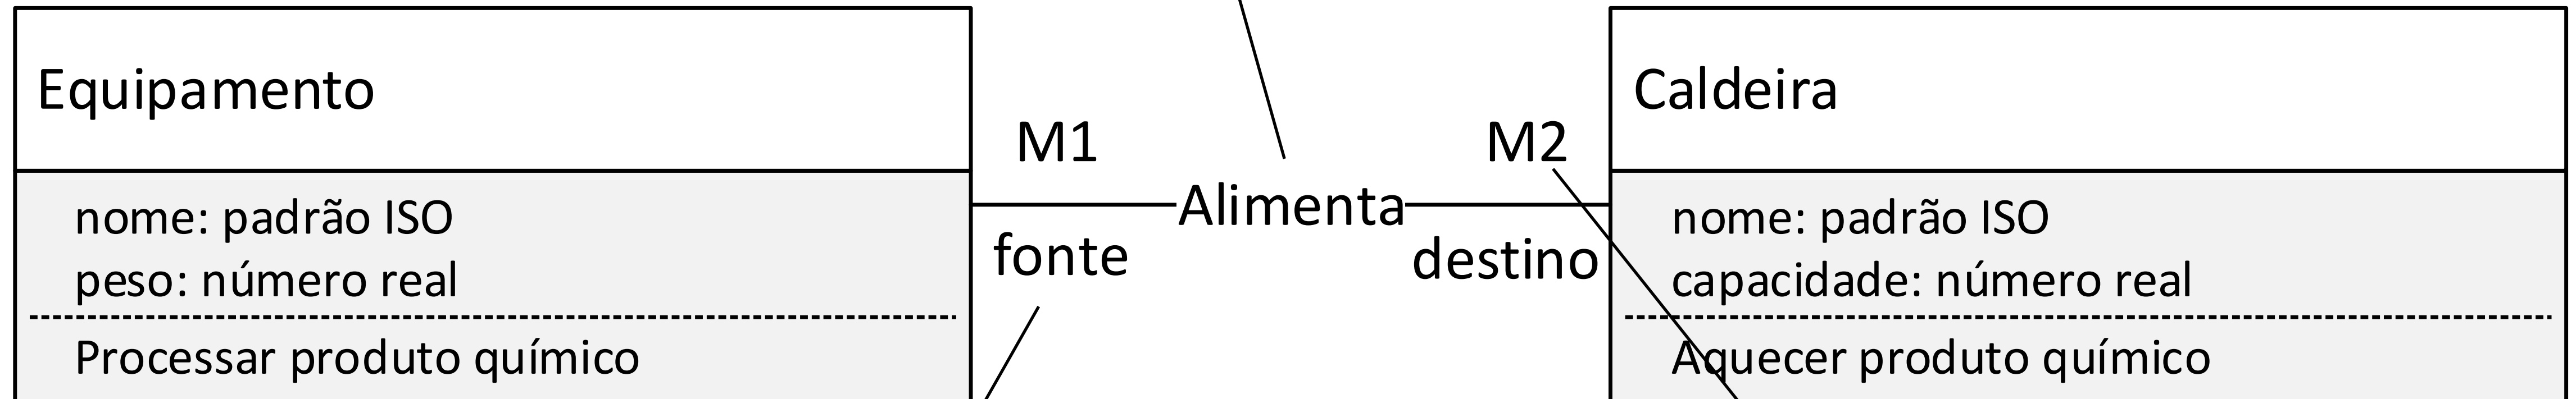 Equipamento
nome: padrão ISO
peso: número real
Processar produto químico
M1
fonte
Alimenta
M2
destino
Caldeira
nome: padrão ISO
capacidade: número real
Aquecer produto químico